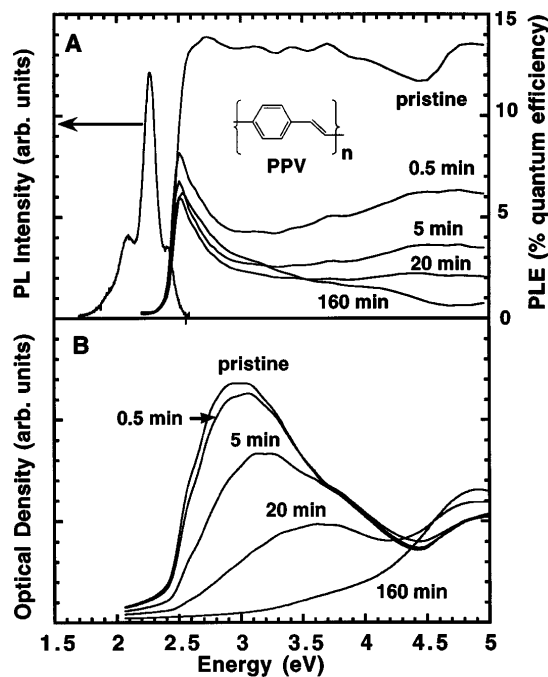 A
PL Intensity (arb. units)
PLE (% quantum efficiency)
15
10
5
0
pristine
PPV
n
0.5 min
5 min
20 min
160 min
B
Optical Density (arb. units)
pristine
0.5 min
5 min
20 min
160 min
1.5 2 2.5 3 3.5 4 4.5 5
Energy (eV)